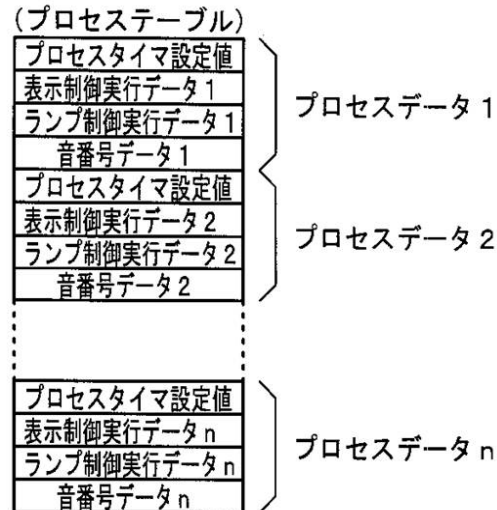 (プロセステーブル)
プロセスタイマ設定値
表示制御実行データ1
ランプ制御実行データ1
音番号データ1
プロセスデータ1
プロセスタイマ設定値
表示制御実行データ2
ランプ制御実行データ2
音番号データ2
プロセスデータ2
プロセスタイマ設定値
表示制御実行データn
ランプ制御実行データn
音番号データn
プロセスデータn